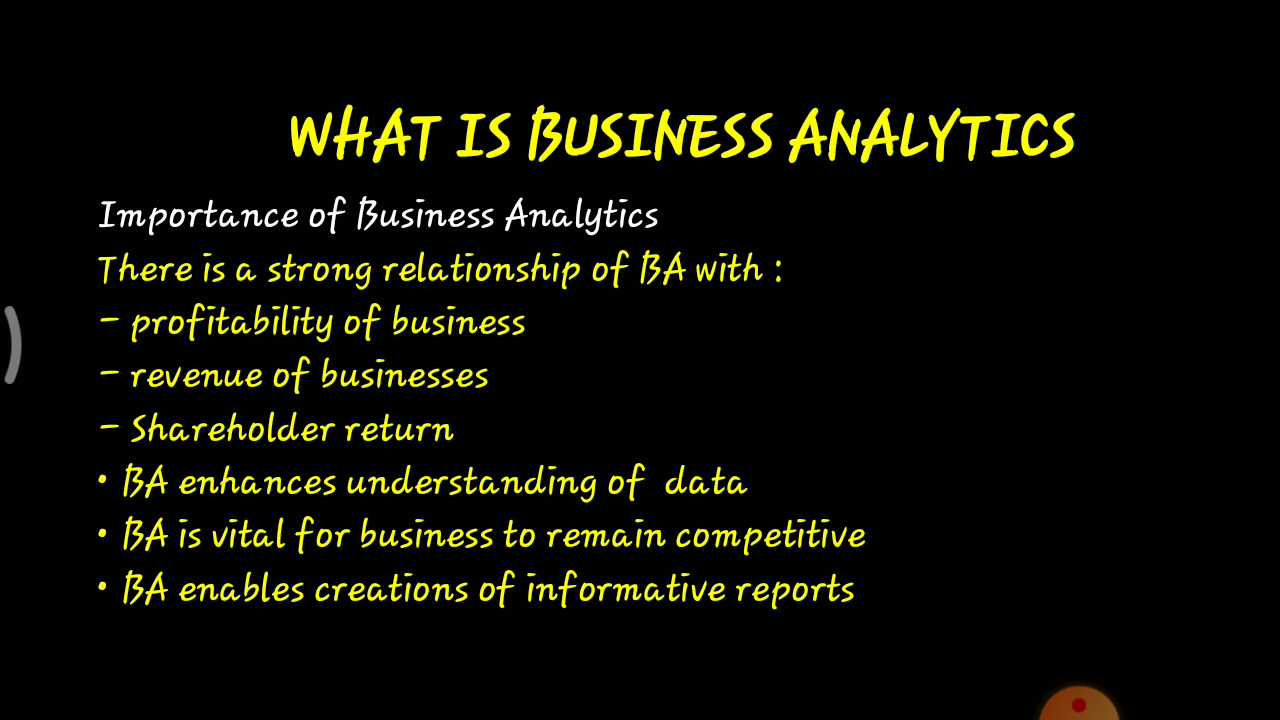 WHAT IS BUSINESS ANALYTICS
Importance of Business Analytics
There is a strong relationship of BA with :
– profitability of business
– revenue of businesses
– Shareholder return
• BA enhances understanding of data
• BA is vital for business to remain competitive
• BA enables creations of informative reports